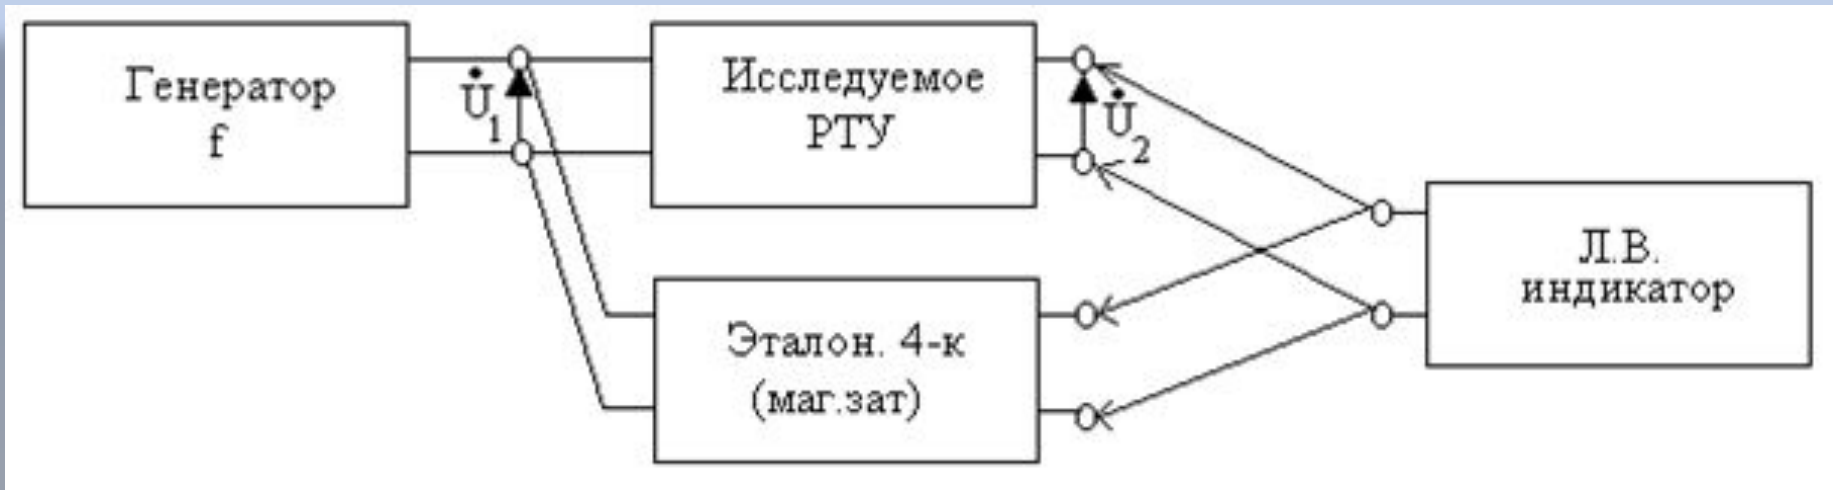 Генератор
f
U̇1
Исследуемое
РТУ
U̇2
Л.В.
индикатор
Эталон. 4-к
(маг.зат)